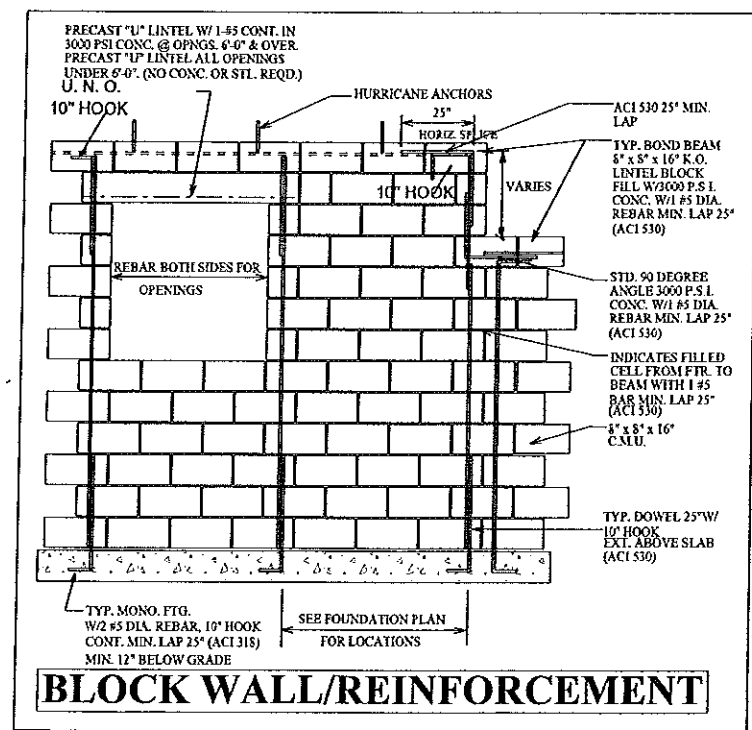 PRECAST "U" LINTEL W/ 1-#5 CONT. IN
3000 PSI CONC. @ OPNGS. 6'-0" & OVER.
PRECAST "U" LINTEL ALL OPENINGS
UNDER 6'-0". (NO CONC. OR STL. REQD.)
U. N. O.
10" HOOK
HURRICANE ANCHORS
25"
HORIZ. SPLICE
ACI 530 25" MIN.
LAP
TYP. BOND BEAM
8" x 8" x 16" K.O.
LINTEL BLOCK
FILL W/3000 P.S.I.
CONC. W/1 #5 DIA.
REBAR MIN. LAP 25"
(ACI 530)
10" HOOK
VARIES
REBAR BOTH SIDES FOR
OPENINGS
STD. 90 DEGREE
ANGLE 3000 P.S.I.
CONC. W/1 #5 DIA.
REBAR MIN. LAP 25"
(ACI 530)
INDICATES FILLED
CELL FROM FTR. TO
BEAM WITH 1 #5
BAR MIN. LAP 25"
(ACI 530)
8" x 8" x 16"
C.M.U.
TYP. DOWEL 25" W/
10" HOOK
EXT. ABOVE SLAB
(ACI 530)
TYP. MONO. FTG.
W/2 #5 DIA. REBAR, 10" HOOK
CONT. MIN. LAP 25" (ACI 318)
MIN. 12" BELOW GRADE
SEE FOUNDATION PLAN
FOR LOCATIONS
BLOCK WALL/REINFORCEMENT